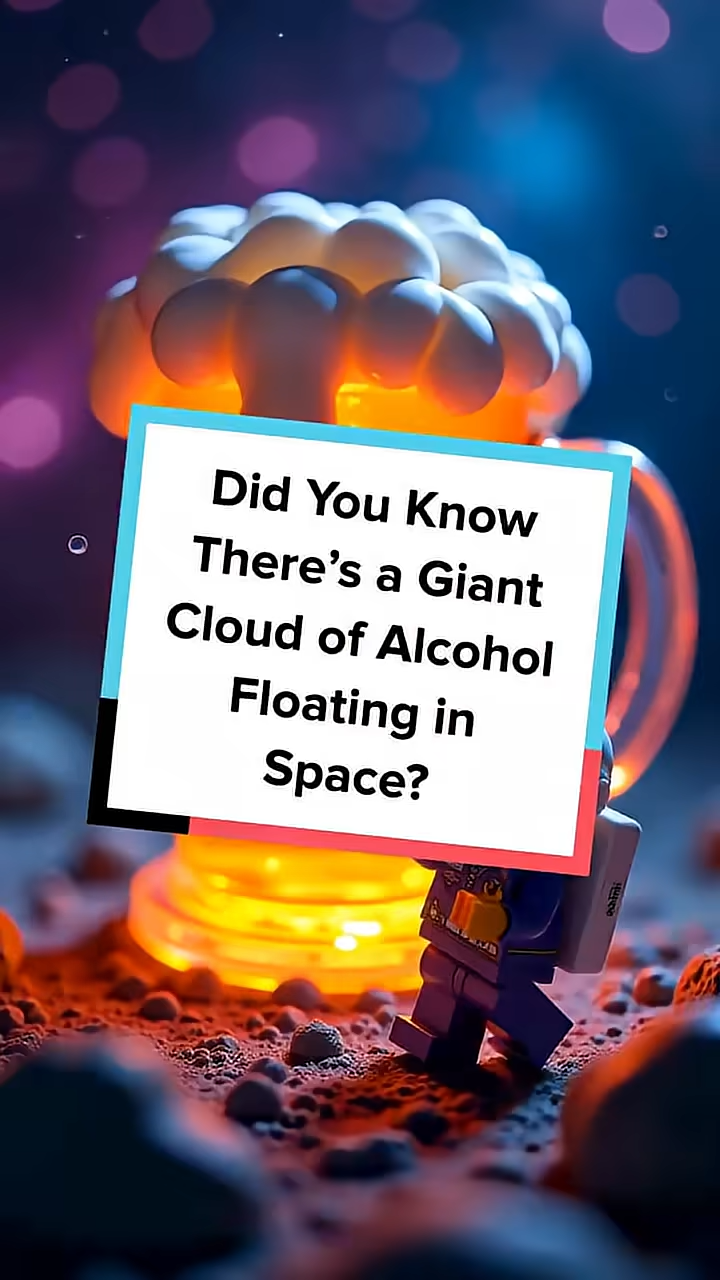 Did You Know
There’s a Giant
Cloud of Alcohol
Floating in
Space?